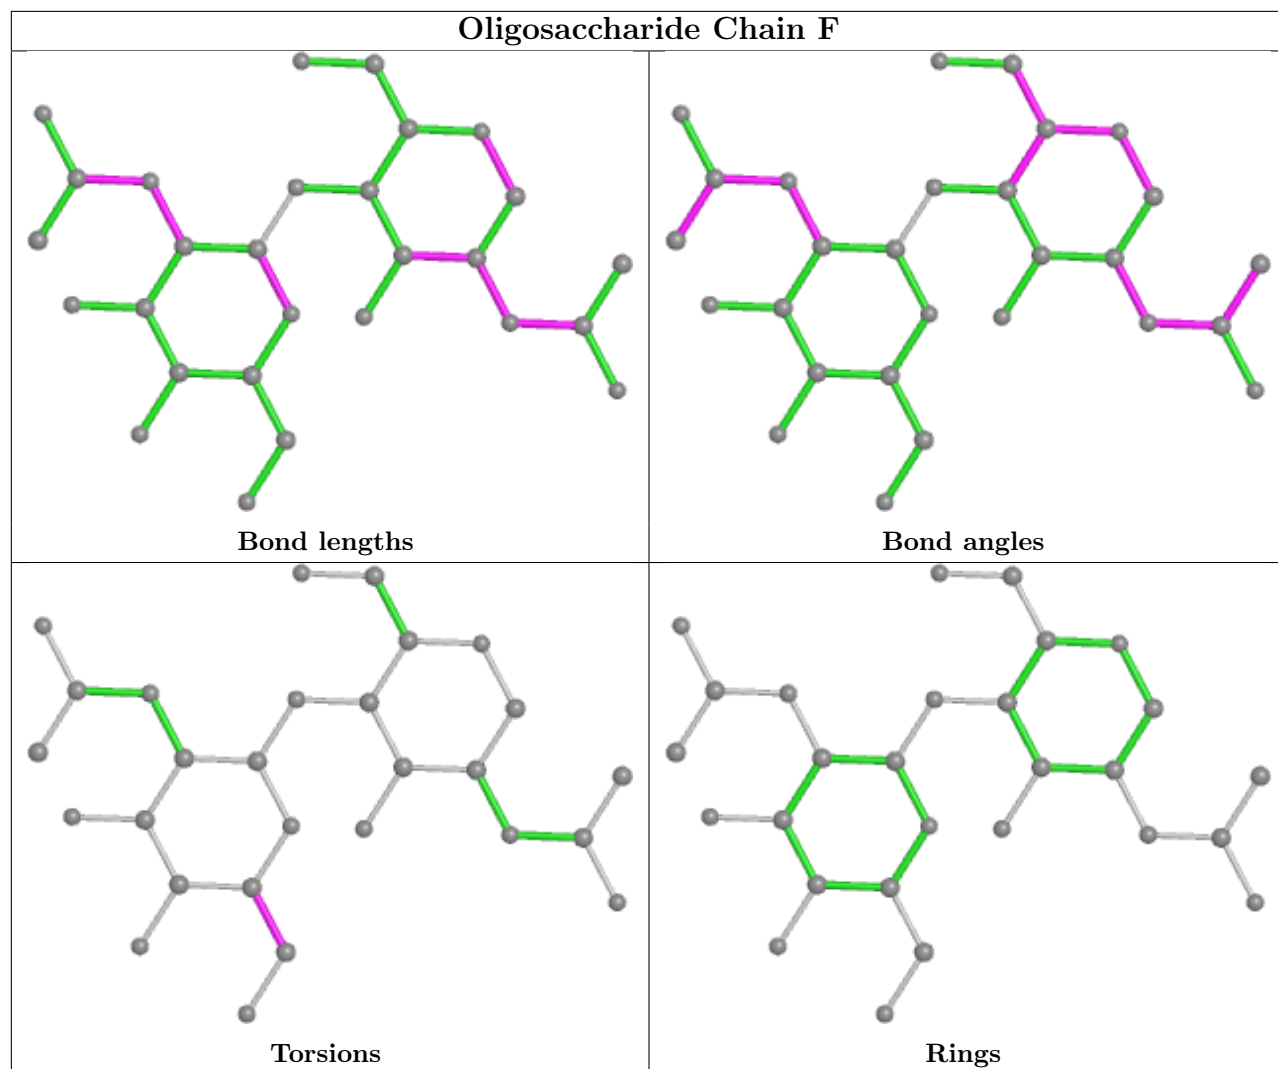 Oligosaccharide Chain F
Bond lengths
Bond angles
Torsions
Rings